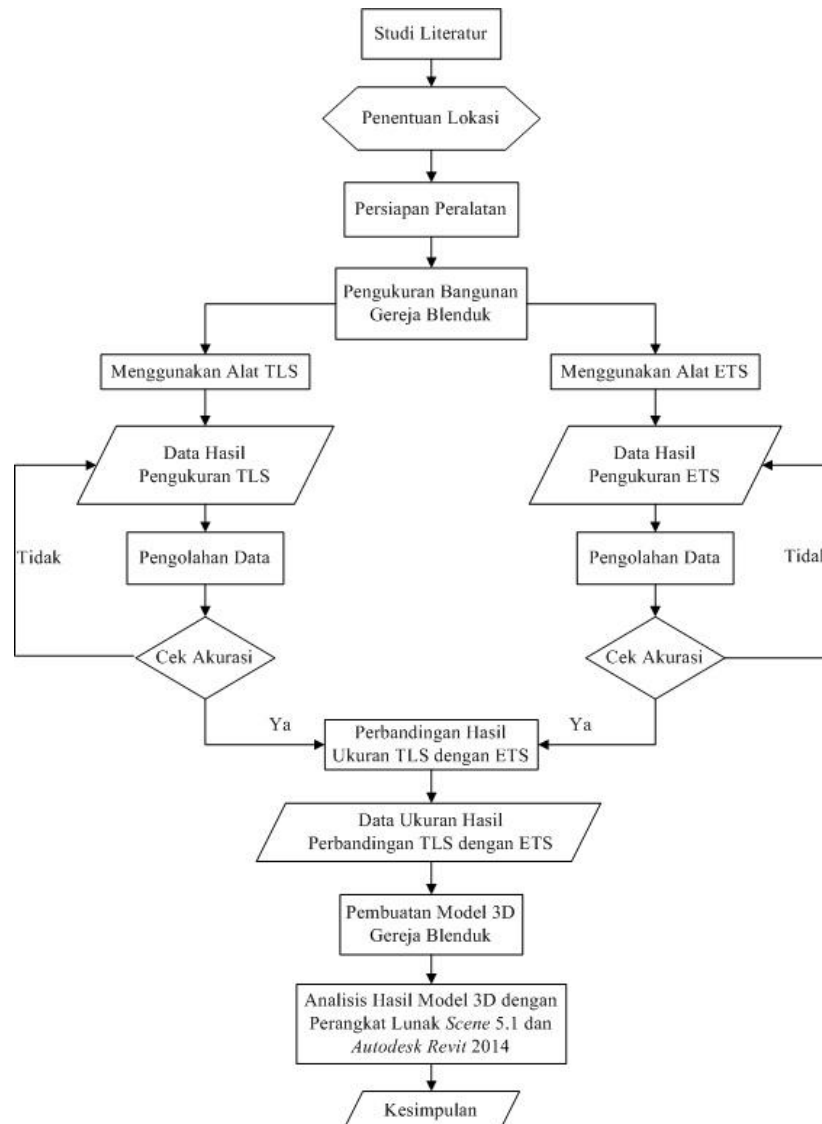 Studi Literatur
Penentuan Lokasi
Persiapan Peralatan
Pengukuran Bangunan
Gereja Blenduk
Menggunakan Alat TLS
Menggunakan Alat ETS
Data Hasil
Pengukuran TLS
Data Hasil
Pengukuran ETS
Tidak
Pengolahan Data
Pengolahan Data
Tidak
Cek Akurasi
Cek Akurasi
Ya
Perbandingan Hasil
Ukuran TLS dengan ETS
Ya
Data Ukuran Hasil
Perbandingan TLS dengan ETS
Pembuatan Model 3D
Gereja Blenduk
Analisis Hasil Model 3D dengan
Perangkat Lunak Scene 5.1 dan
Autodesk Revit 2014
Kesimpulan